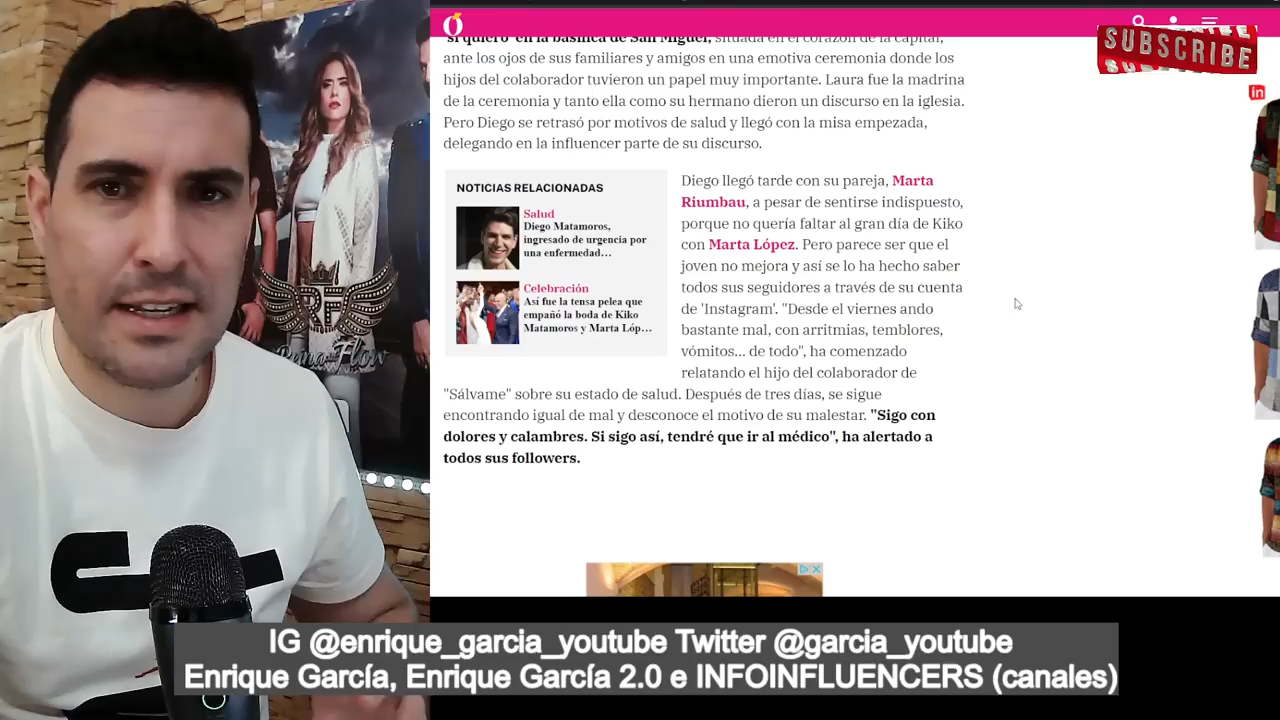 SUBSCRIBE
'sí quiero' en la basílica de San Miguel, situada en el corazón de la capital,
ante los ojos de sus familiares y amigos en una emotiva ceremonia donde los
hijos del colaborador tuvieron un papel muy importante. Laura fue la madrina
de la ceremonia y tanto ella como su hermano dieron un discurso en la iglesia.
Pero Diego se retrasó por motivos de salud y llegó con la misa empezada,
delegando en la influencer parte de su discurso.
NOTICIAS RELACIONADAS
Salud
Diego Matamoros,
ingresado de urgencia por
una enfermedad...
Celebración
Así fue la tensa pelea que
empañó la boda de Kiko
Matamoros y Marta Lóp...
Diego llegó tarde con su pareja, Marta
Riumbau, a pesar de sentirse indispuesto,
porque no quería faltar al gran día de Kiko
con Marta López. Pero parece ser que el
joven no mejora y así se lo ha hecho saber
todos sus seguidores a través de su cuenta
de 'Instagram'. "Desde el viernes ando
bastante mal, con arritmias, temblores,
vómitos... de todo", ha comenzado
relatando el hijo del colaborador de
"Sálvame" sobre su estado de salud. Después de tres días, se sigue
encontrando igual de mal y desconoce el motivo de su malestar. "Sigo con
dolores y calambres. Si sigo así, tendré que ir al médico", ha alertado a
todos sus followers.
in
RF
IG @enrique_garcia_youtube Twitter @garcia_youtube
Enrique García, Enrique García 2.0 e INFOINFLUENCERS (canales)